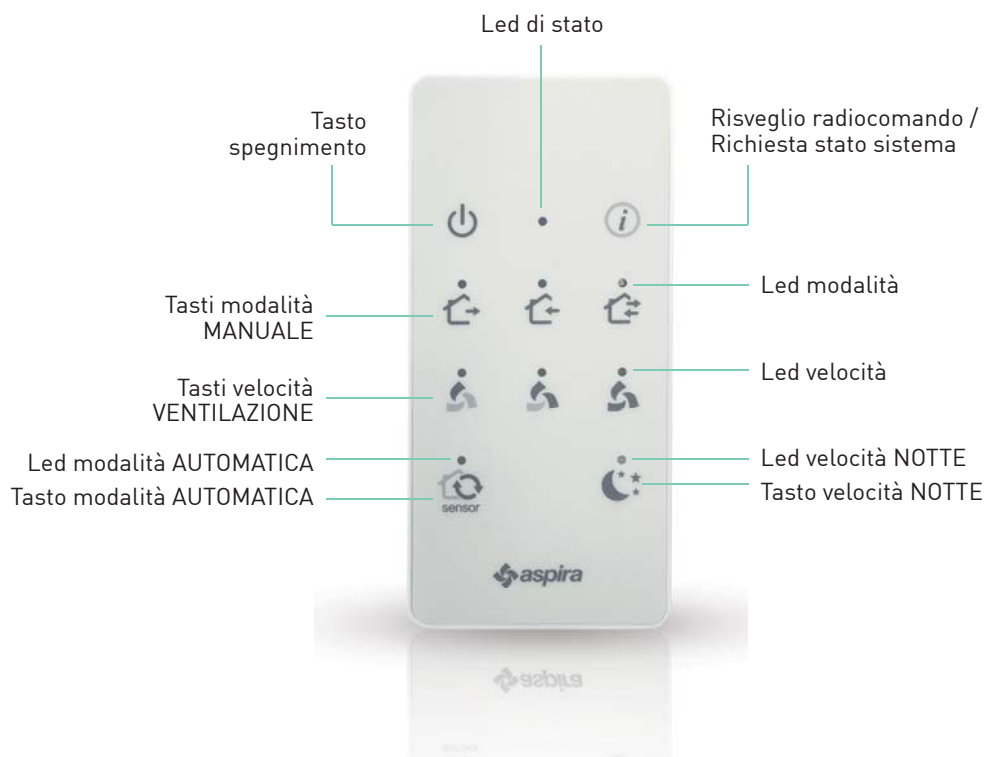 Led di stato
Tasto
spegnimento
Risveglio radiocomando /
Richiesta stato sistema
i
Tasti modalità
MANUALE
Led modalità
Tasti velocità
VENTILAZIONE
Led velocità
Led modalità AUTOMATICA
Tasto modalità AUTOMATICA
Led velocità NOTTE
Tasto velocità NOTTE
sensor
aspira